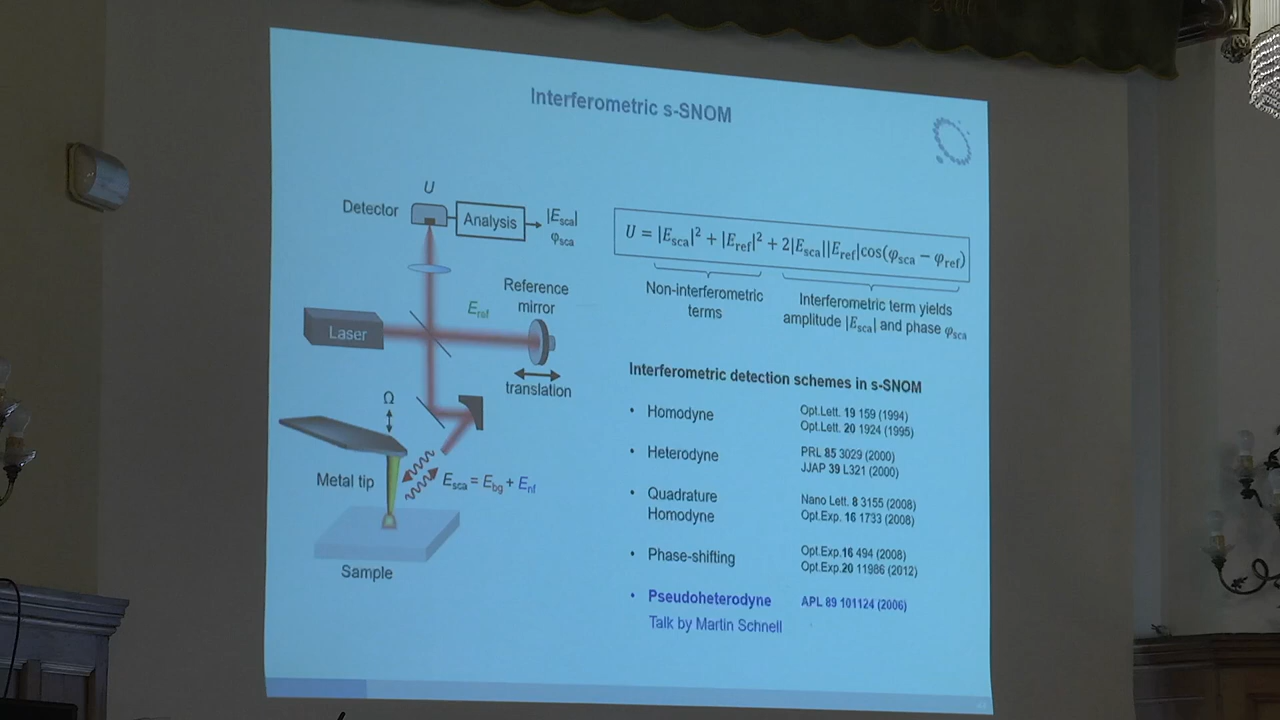 Interferometric s-SNOM
U
Detector
Analysis
|E_sca|
φ_sca
U = |E_sca|² + |E_ref|² + 2|E_sca||E_ref|cos(φ_sca − φ_ref)
Non-interferometric
terms
Interferometric term yields
amplitude |E_sca| and phase φ_sca
Reference
mirror
E_ref
Laser
translation
Ω
Metal tip
E_sca = E_bg + E_nf
Sample
Interferometric detection schemes in s-SNOM
• Homodyne
Opt.Lett. 19 159 (1994)
Opt.Lett. 20 1924 (1995)
• Heterodyne
PRL 85 3029 (2000)
JJAP 39 L321 (2000)
• Quadrature
Homodyne
Nano Lett. 8 3155 (2008)
Opt.Exp. 16 1733 (2008)
• Phase-shifting
Opt.Exp.16 494 (2008)
Opt.Exp.20 11986 (2012)
• Pseudoheterodyne
APL 89 101124 (2006)
Talk by Martin Schnell